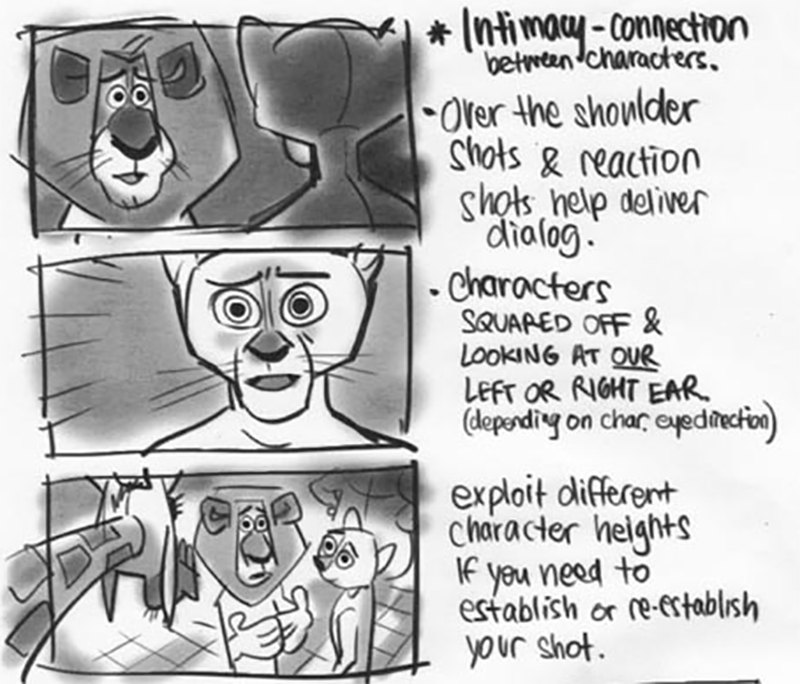 * Intimacy - connection
between characters.
- Over the shoulder
shots & reaction
shots help deliver
dialog.
- Characters
SQUARED OFF &
LOOKING AT OUR
LEFT OR RIGHT EAR.
(depending on char. eyedirection)
exploit different
character heights
If you need to
establish or re-establish
your shot.